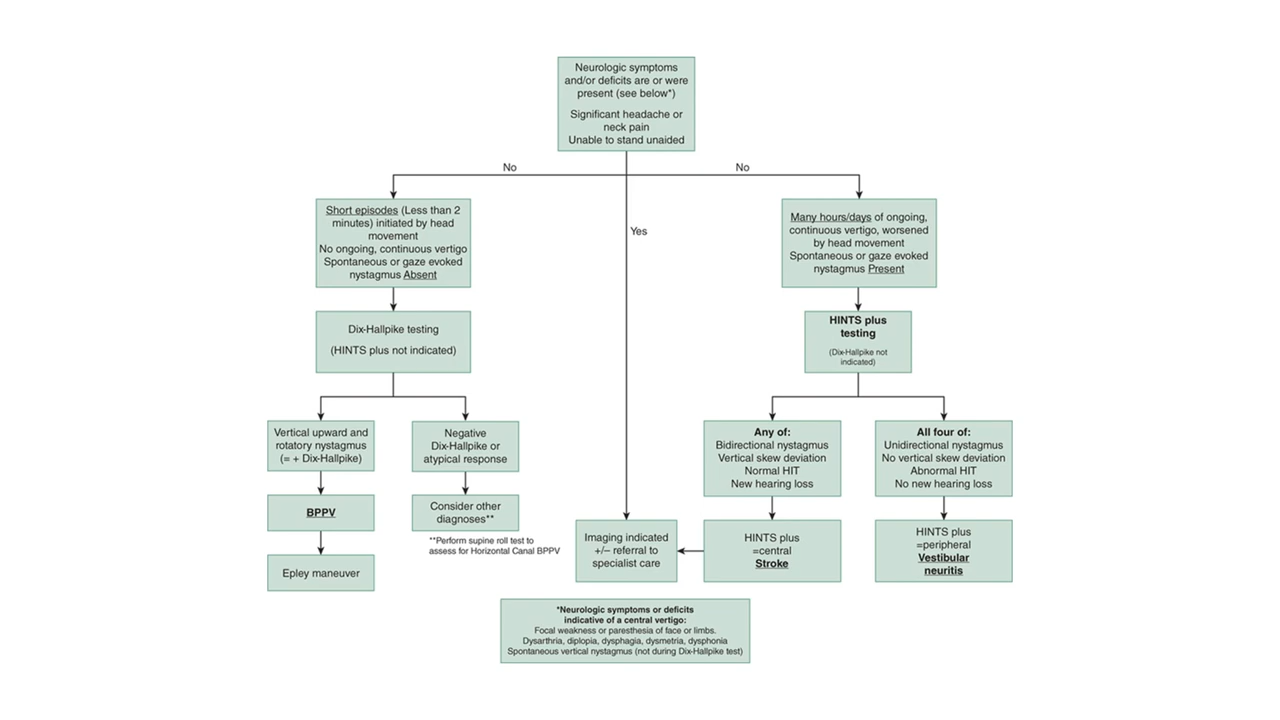 Neurologic symptoms
and/or deficits are or were
present (see below*)
Significant headache or
neck pain
Unable to stand unaided
No
No
Yes
Short episodes (Less than 2
minutes) initiated by head
movement
No ongoing, continuous vertigo
Spontaneous or gaze evoked
nystagmus Absent
Many hours/days of ongoing,
continuous vertigo, worsened
by head movement
Spontaneous or gaze evoked
nystagmus Present
Dix-Hallpike testing
(HINTS plus not indicated)
HINTS plus
testing
(Dix-Hallpike not
indicated)
Vertical upward and
rotatory nystagmus
(= + Dix-Hallpike)
Negative
Dix-Hallpike or
atypical response
Any of:
Bidirectional nystagmus
Vertical skew deviation
Normal HIT
New hearing loss
All four of:
Unidirectional nystagmus
No vertical skew deviation
Abnormal HIT
No new hearing loss
BPPV
Consider other
diagnoses**
**Perform supine roll test to
assess for Horizontal Canal BPPV
Epley maneuver
Imaging indicated
+/– referral to
specialist care
HINTS plus
=central
Stroke
HINTS plus
=peripheral
Vestibular
neuritis
*Neurologic symptoms or deficits
indicative of a central vertigo:
Focal weakness or paresthesia of face or limbs.
Dysarthria, diplopia, dysphagia, dysmetria, dysphonia
Spontaneous vertical nystagmus (not during Dix-Hallpike test)